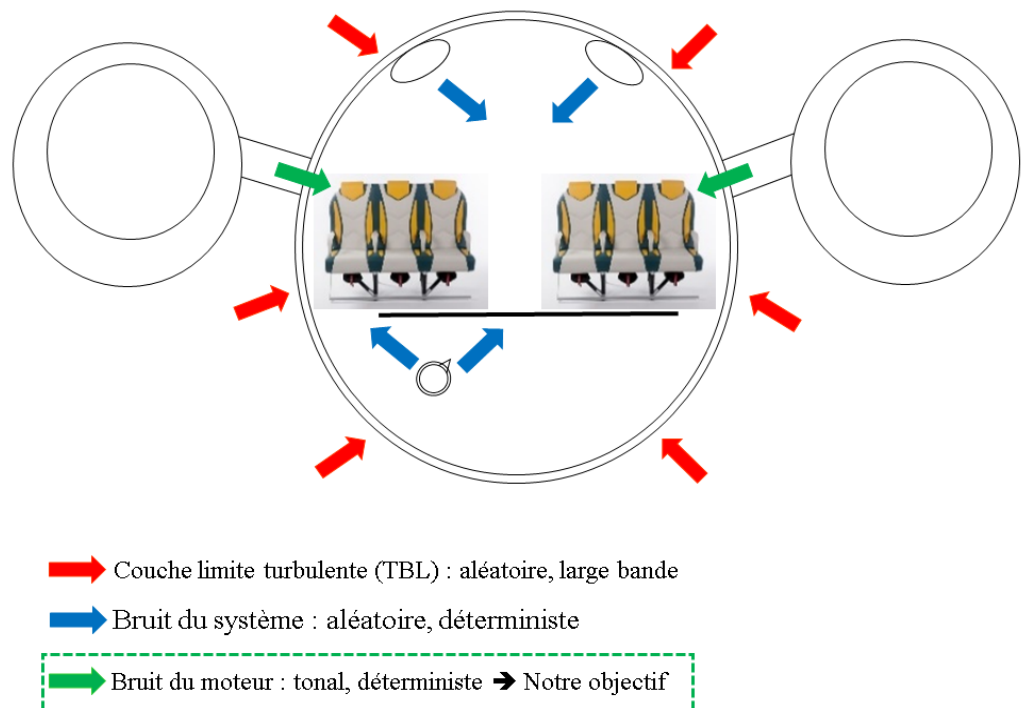 Couche limite turbulente (TBL) : aléatoire, large bande
Bruit du système : aléatoire, déterministe
Bruit du moteur : tonal, déterministe ➔ Notre objectif